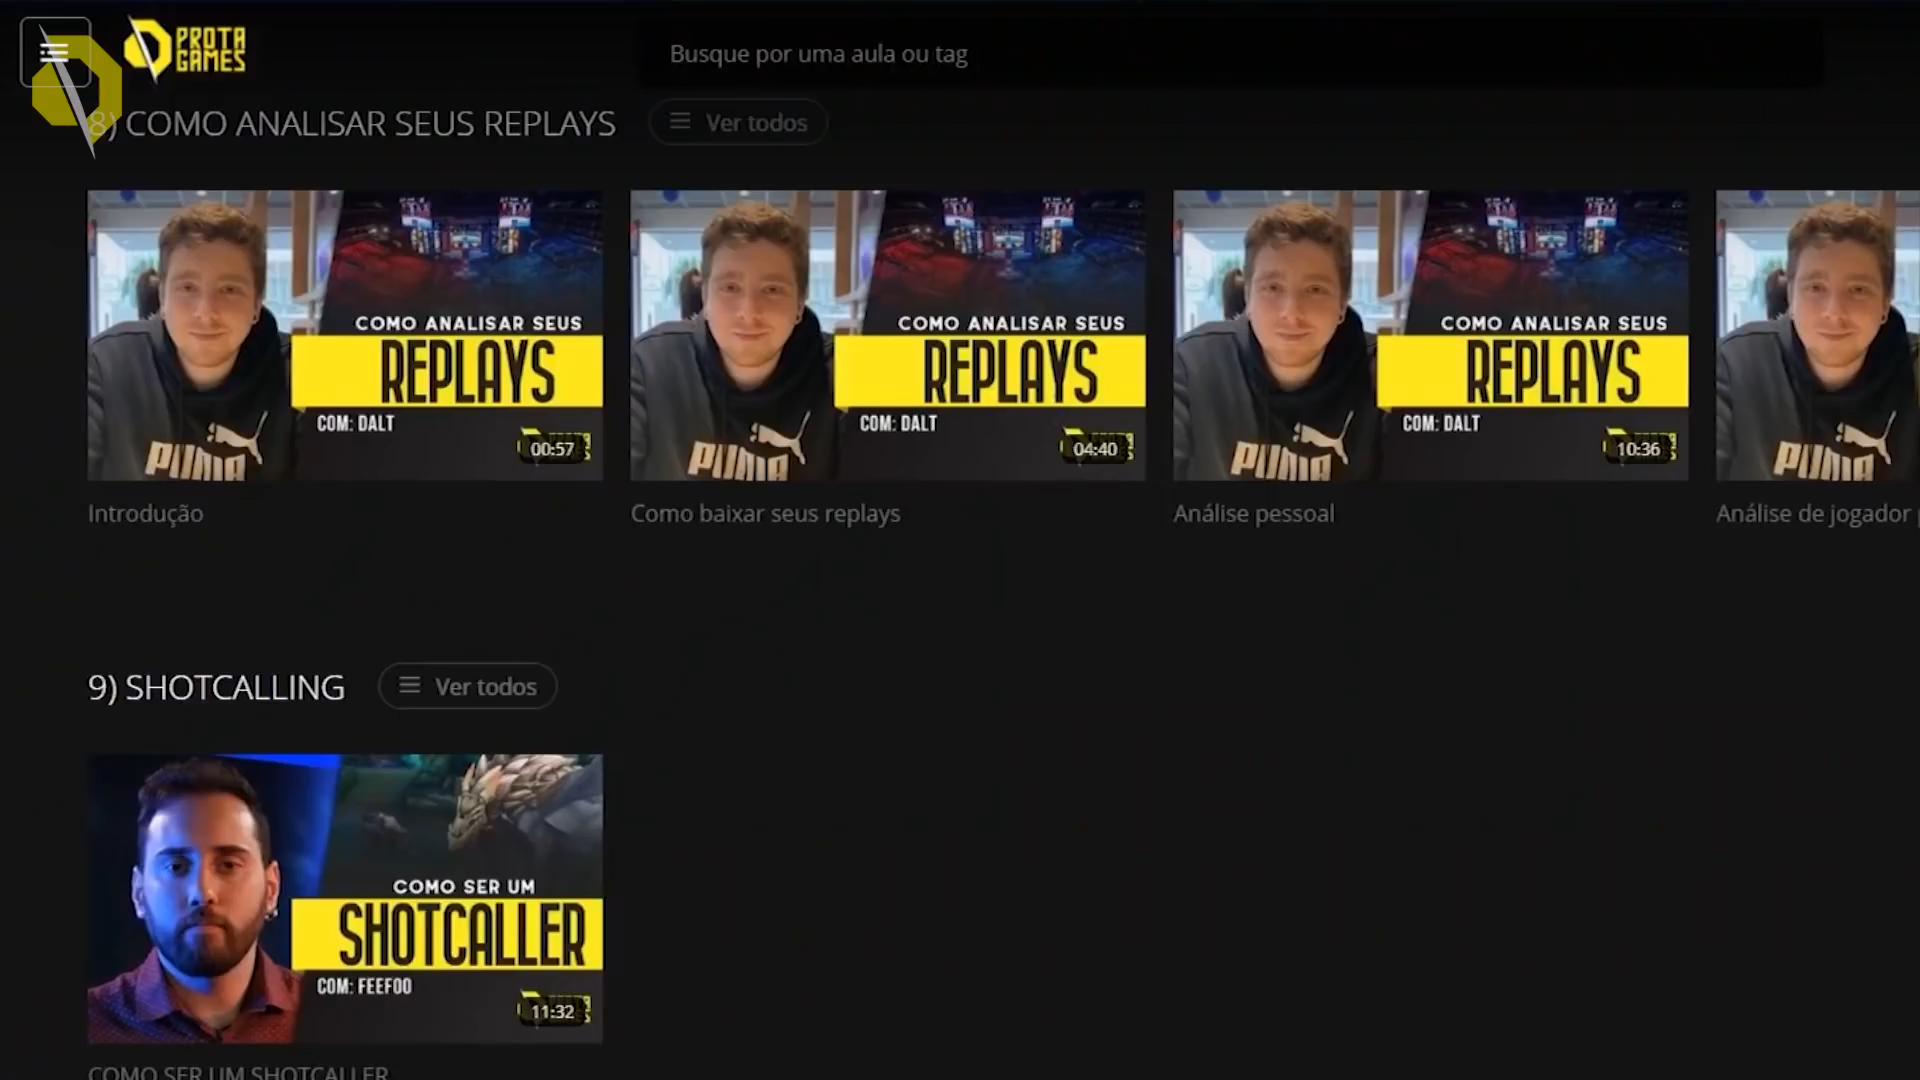 PROTA
GAMES
Busque por uma aula ou tag
8) COMO ANALISAR SEUS REPLAYS
Ver todos
COMO ANALISAR SEUS
REPLAYS
COM: DALT
00:57
PUMA
COMO ANALISAR SEUS
REPLAYS
COM: DALT
04:40
PUMA
COMO ANALISAR SEUS
REPLAYS
COM: DALT
10:36
PUMA
PUMA
Introdução
Como baixar seus replays
Análise pessoal
Análise de jogador
9) SHOTCALLING
Ver todos
COMO SER UM
SHOTCALLER
COM: FEEFOO
11:32
COMO SER UM SHOTCALLER